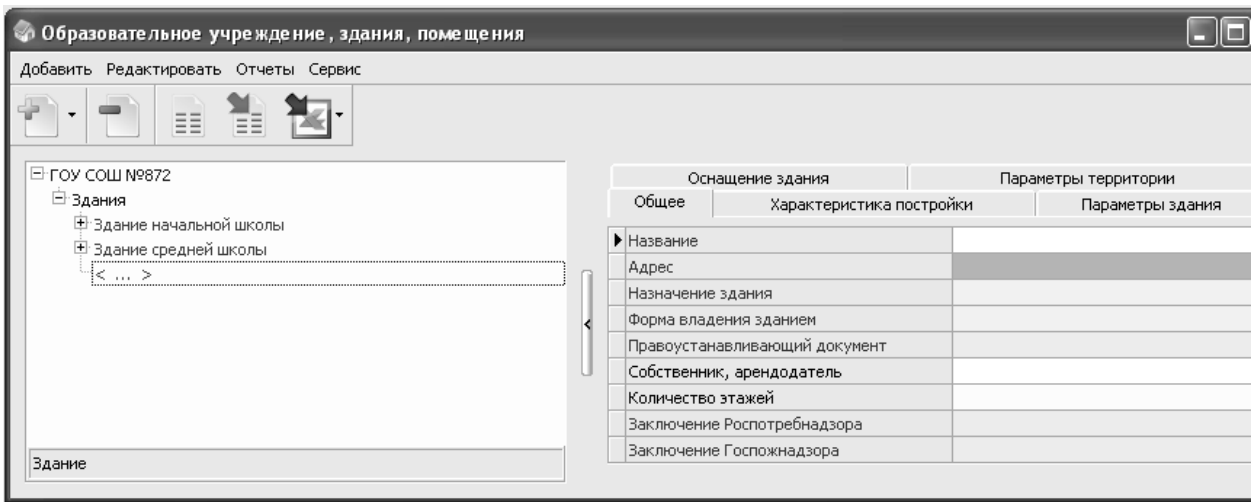 Образовательное учреждение, здания, помещения
Добавить Редактировать Отчеты Сервис
ГОУ СОШ №872
Здания
Здание начальной школы
Здание средней школы
< ... >
Здание
Оснащение здания Параметры территории
Общее Характеристика постройки Параметры здания
Название
Адрес
Назначение здания
Форма владения зданием
Правоустанавливающий документ
Собственник, арендодатель
Количество этажей
Заключение Роспотребнадзора
Заключение Госпожнадзора